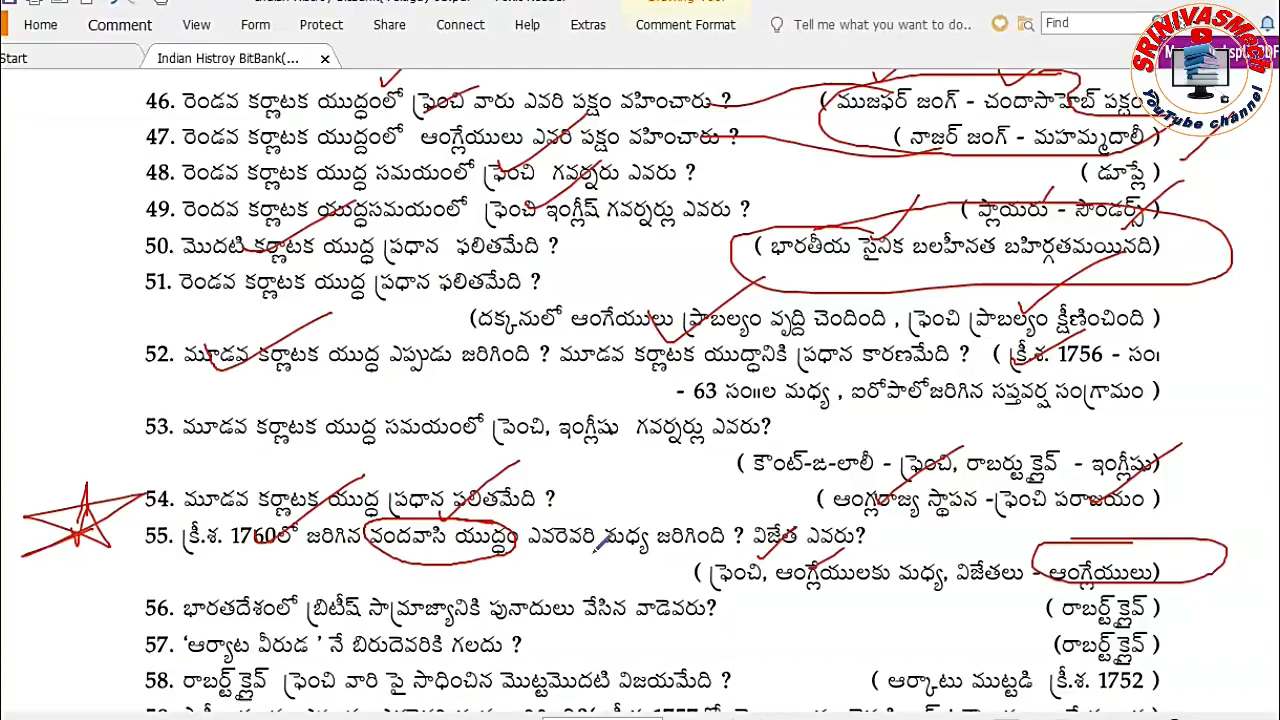 Home Comment View Form Protect Share Connect Help Extras Comment Format Tell me what you want to do.. Find
Start Indian Histroy BitBank(... ×
SRINIVASMech
YouTube channel
46. రెండవ కర్ణాటక యుద్ధంలో ఫ్రెంచి వారు ఎవరి పక్షం వహించారు ? ( ముజఫర్ జంగ్ - చందాసాహెబ్ పక్షం
47. రెండవ కర్ణాటక యుద్దంలో ఆంగ్లేయులు ఎవరి పక్షం వహించారు ? ( నాజర్ జంగ్ - మహమ్మదాలీ )
48. రెండవ కర్ణాటక యుద్ధ సమయంలో ఫ్రెంచి గవర్నరు ఎవరు ? ( డూప్లే )
49. రెందవ కర్ణాటక యుద్ధసమయంలో ఫ్రెంచి ఇంగ్లీష్ గవర్నర్లు ఎవరు ? ( ఫ్లాయరు - సౌండర్స్ )
50. మొదటి కర్ణాటక యుద్ధ ప్రధాన ఫలితమేది ? ( భారతీయ సైనిక బలహీనత బహిర్గతమయినది)
51. రెండవ కర్ణాటక యుద్ధ ప్రధాన ఫలితమేది ?
(దక్కనులో ఆంగేయులు ప్రాబల్యం వృద్ది చెందింది , ఫ్రెంచి ప్రాబల్యం క్షీణించింది )
52. మూడవ కర్ణాటక యుద్ధ ఎప్పుడు జరిగింది ? మూడవ కర్ణాటక యుద్ధానికి ప్రధాన కారణమేది ? ( క్రీ.శ. 1756 - సం॥
- 63 సం॥ల మధ్య , ఐరోపాలోజరిగిన సప్తవర్ష సంగ్రామం )
53. మూడవ కర్ణాటక యుద్ధ సమయంలో ఫ్రెంచి, ఇంగ్లీషు గవర్నర్లు ఎవరు?
( కౌంట్-ఙ-లాలీ - ఫ్రెంచి, రాబర్టు క్లైవ్ - ఇంగ్లీషు)
54. మూడవ కర్ణాటక యుద్ధ ప్రధాన ఫలితమేది ? ( ఆంగ్లరాజ్య స్థాపన -ఫ్రెంచి పరాజయం )
55. క్రీ.శ. 1760లో జరిగిన వందవాసి యుద్ధం ఎవరెవరి మధ్య జరిగింది ? విజేత ఎవరు?
( ఫ్రెంచి, ఆంగ్లేయులకు మధ్య, విజేతలు - ఆంగ్లేయులు)
56. భారతదేశంలో బ్రిటీష్ సామ్రాజ్యానికి పునాదులు వేసిన వాడెవరు? ( రాబర్ట్ క్లైవ్ )
57. 'ఆర్యాట వీరుడ ' నే బిరుదెవరికి గలదు ? (రాబర్ట్ క్లైవ్ )
58. రాబర్ట్ క్లైవ్ ఫ్రెంచి వారి పై సాధించిన మొట్టమొదటి విజయమేది ? ( ఆర్కాటు ముట్టడి క్రీ.శ. 1752 )